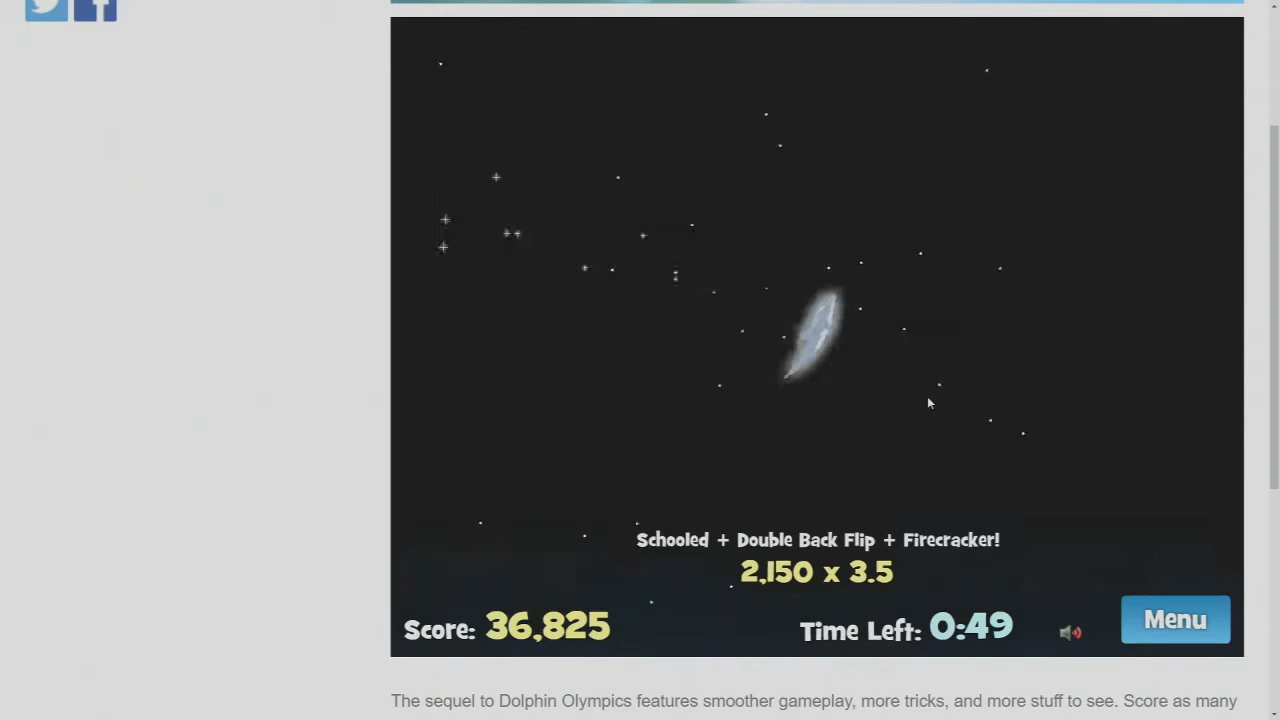 Schooled + Double Back Flip + Firecracker!
2,150 x 3.5
Score: 36,825
Time Left: 0:49
Menu
The sequel to Dolphin Olympics features smoother gameplay, more tricks, and more stuff to see. Score as many